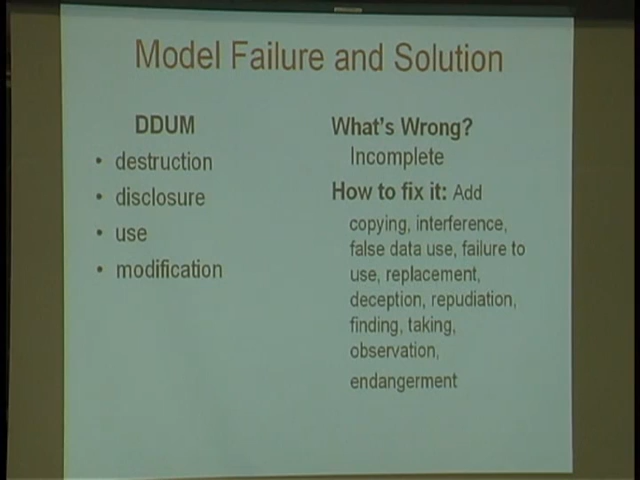 Model Failure and Solution
DDUM
• destruction
• disclosure
• use
• modification
What's Wrong?
Incomplete
How to fix it: Add
copying, interference,
false data use, failure to
use, replacement,
deception, repudiation,
finding, taking,
observation,
endangerment